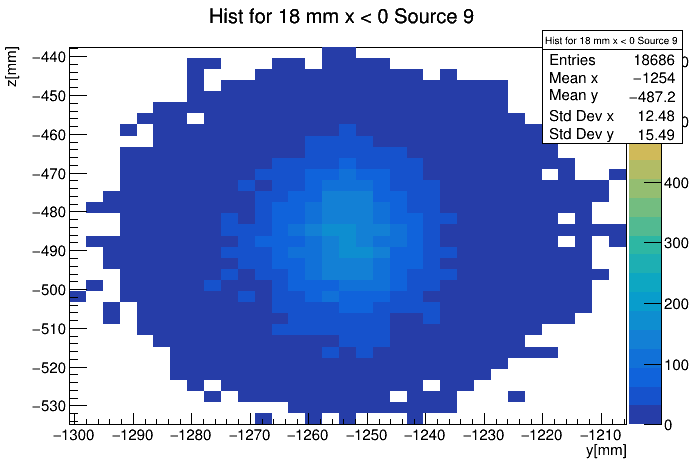 Hist for 18 mm x < 0 Source 9
z[mm]
−440
−450
−460
−470
−480
−490
−500
−510
−520
−530
−1300 −1290 −1280 −1270 −1260 −1250 −1240 −1230 −1220 −1210
y[mm]
Hist for 18 mm x < 0 Source 9
Entries 18686
Mean x −1254
Mean y −487.2
Std Dev x 12.48
Std Dev y 15.49
400
300
200
100
0